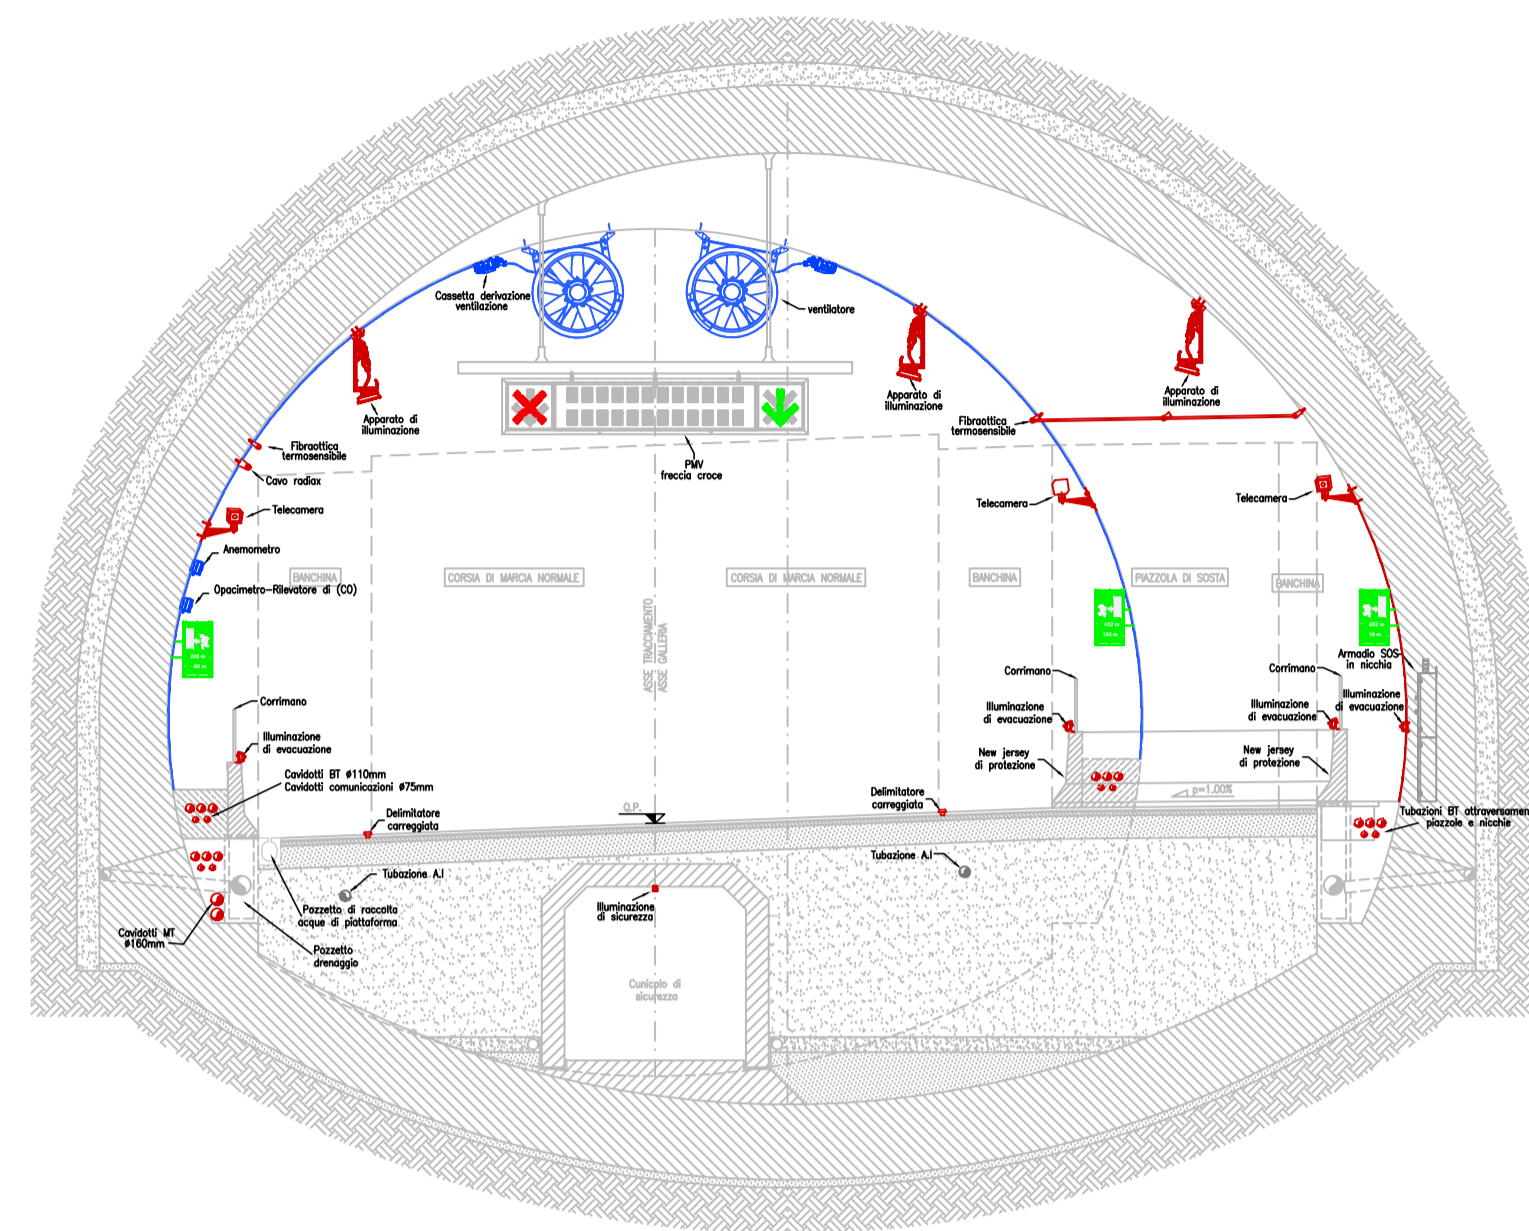 Cassetta derivazione
ventilazione
ventilatore
Apparato di
illuminazione
Apparato di
illuminazione
Apparato di
illuminazione
Fibraottica
termosensibile
Fibraottica
termosensibile
PMV
freccia croce
Cavo radiax
Telecamera
Telecamera
Telecamera
Anemometro
Opacimetro-Rilevatore di (CO)
BANCHINA
CORSIA DI MARCIA NORMALE
CORSIA DI MARCIA NORMALE
BANCHINA
PIAZZOLA DI SOSTA
BANCHINA
ASSE TRACCIAMENTO
ASSE GALLERIA
Armadio SOS
in nicchia
Corrimano
Corrimano
Corrimano
Illuminazione
di evacuazione
Illuminazione
di evacuazione
Illuminazione
di evacuazione
Illuminazione
di evacuazione
New jersey
di protezione
New jersey
di protezione
Cavidotti BT ø110mm
Cavidotti comunicazioni ø75mm
p=1.00%
Delimitatore
carreggiata
Delimitatore
carreggiata
Q.P.
Tubazioni BT attraversamen
piazzole e nicchie
Tubazione A.I
Tubazione A.I
Illuminazione
di sicurezza
Pozzetto di raccolta
acque di piattaforma
Cavidotti MT
ø160mm
Pozzetto
drenaggio
Cunicolo di
sicurezza